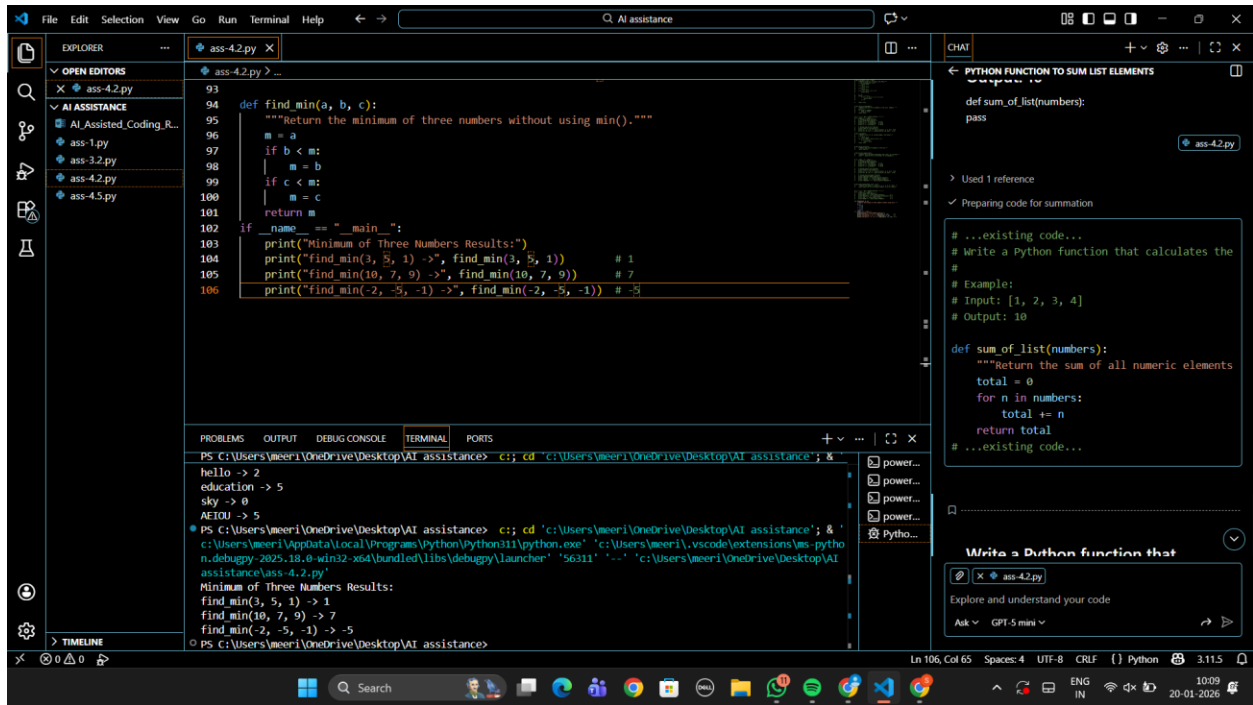 File Edit Selection View Go Run Terminal Help
AI assistance
EXPLORER
OPEN EDITORS
ass-4.2.py
AI ASSISTANCE
AI_Assisted_Coding_R...
ass-1.py
ass-3.2.py
ass-4.2.py
ass-4.5.py
TIMELINE
ass-4.2.py
ass-4.2.py > ...
93
94 def find_min(a, b, c):
95 """Return the minimum of three numbers without using min()."""
96 m = a
97 if b < m:
98 m = b
99 if c < m:
100 m = c
101 return m
102 if __name__ == "__main__":
103 print("Minimum of Three Numbers Results:")
104 print("find_min(3, 5, 1) ->", find_min(3, 5, 1)) # 1
105 print("find_min(10, 7, 9) ->", find_min(10, 7, 9)) # 7
106 print("find_min(-2, -5, -1) ->", find_min(-2, -5, -1)) # -5
PROBLEMS OUTPUT DEBUG CONSOLE TERMINAL PORTS
PS C:\Users\meeri\OneDrive\Desktop\AI assistance> c:; cd 'c:\Users\meeri\OneDrive\Desktop\AI assistance'; & '
hello -> 2
education -> 5
sky -> 0
AEIOU -> 5
PS C:\Users\meeri\OneDrive\Desktop\AI assistance> c:; cd 'c:\Users\meeri\OneDrive\Desktop\AI assistance'; & '
c:\Users\meeri\AppData\Local\Programs\Python\Python311\python.exe' 'c:\Users\meeri\.vscode\extensions\ms-pytho
n.debugpy-2025.18.0-win32-x64\bundled\libs\debugpy\launcher' '56311' '--' 'c:\Users\meeri\OneDrive\Desktop\AI
assistance\ass-4.2.py'
Minimum of Three Numbers Results:
find_min(3, 5, 1) -> 1
find_min(10, 7, 9) -> 7
find_min(-2, -5, -1) -> -5
PS C:\Users\meeri\OneDrive\Desktop\AI assistance>
power...
power...
power...
power...
Pytho...
CHAT
PYTHON FUNCTION TO SUM LIST ELEMENTS
Output: 10
def sum_of_list(numbers):
pass
ass-4.2.py
Used 1 reference
Preparing code for summation
# ...existing code...
# Write a Python function that calculates the
#
# Example:
# Input: [1, 2, 3, 4]
# Output: 10
def sum_of_list(numbers):
"""Return the sum of all numeric elements
total = 0
for n in numbers:
total += n
return total
# ...existing code...
Write a Python function that
ass-4.2.py
Explore and understand your code
Ask GPT-5 mini
0 0
Ln 106, Col 65 Spaces: 4 UTF-8 CRLF {} Python 3.11.5
Search
DELL
11
ENG
IN
10:09
20-01-2026